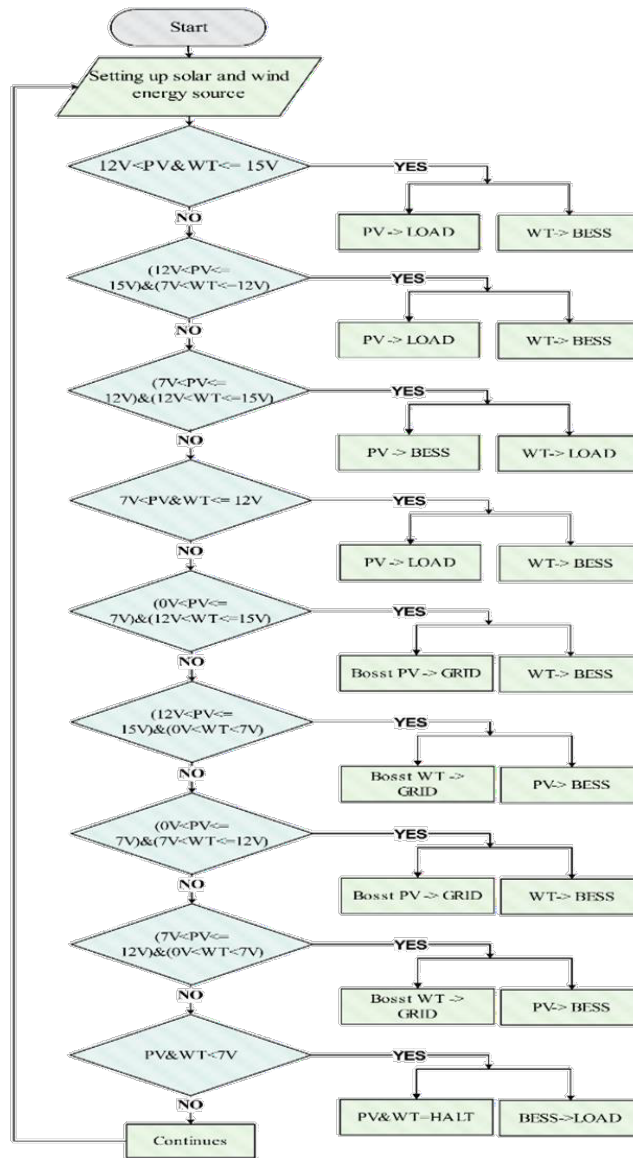 Start
Setting up solar and wind
energy source
12V<PV&WT<= 15V
YES
PV-> LOAD
WT-> BESS
NO
(12V<PV<=
15V)&(7V<WT<=12V)
YES
PV-> LOAD
WT-> BESS
NO
(7V<PV<=
12V)&(12V<WT<=15V)
YES
PV -> BESS
WT-> LOAD
NO
7V<PV&WT<= 12V
YES
PV -> LOAD
WT-> BESS
NO
(0V<PV<=
7V)&(12V<WT<=15V)
YES
Bosst PV -> GRID
WT-> BESS
NO
(12V<PV<=
15V)&(0V<WT<7V)
YES
Bosst WT ->
GRID
PV-> BESS
NO
(0V<PV<=
7V)&(7V<WT<=12V)
YES
Bosst PV -> GRID
WT-> BESS
NO
(7V<PV<=
12V)&(0V<WT<7V)
YES
Bosst WT ->
GRID
PV-> BESS
NO
PV&WT<7V
YES
PV&WT=HALT
BESS->LOAD
NO
Continues